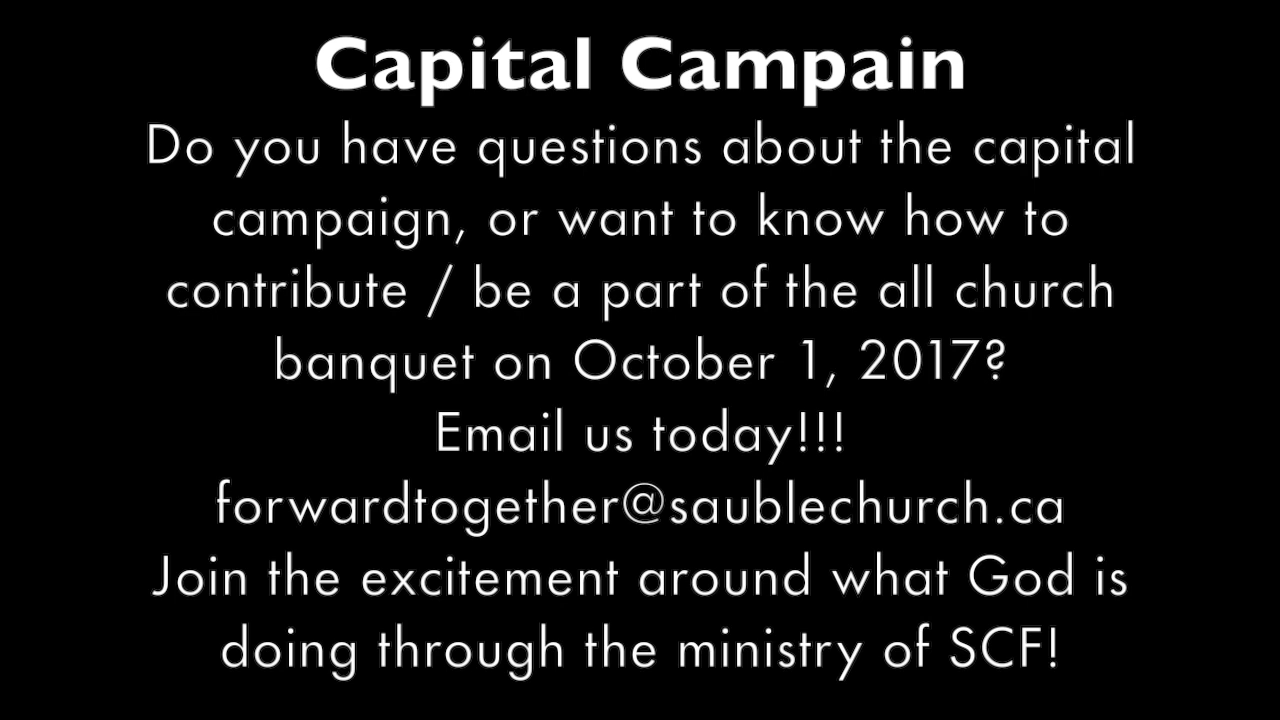 Capital Campain
Do you have questions about the capital
campaign, or want to know how to
contribute / be a part of the all church
banquet on October 1, 2017?
Email us today!!!
forwardtogether@saublechurch.ca
Join the excitement around what God is
doing through the ministry of SCF!